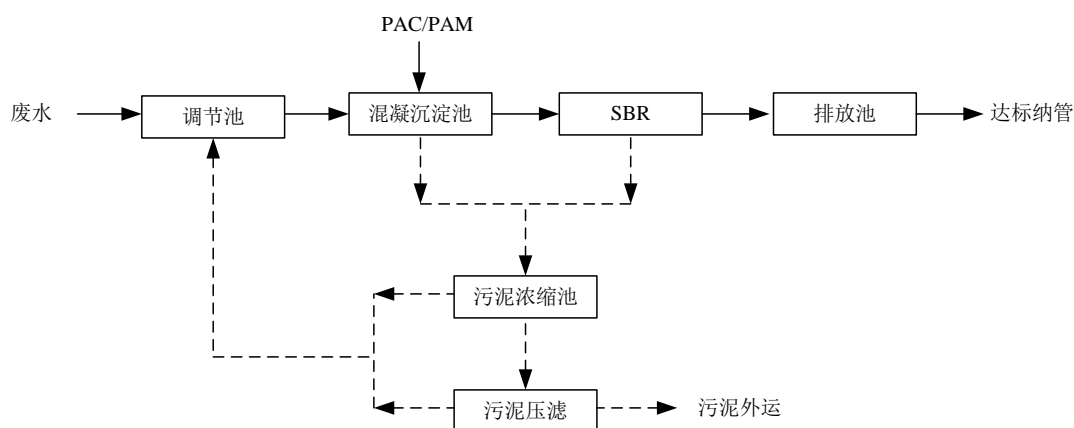 PAC/PAM
废水
调节池
混凝沉淀池
SBR
排放池
达标纳管
污泥浓缩池
污泥压滤
污泥外运